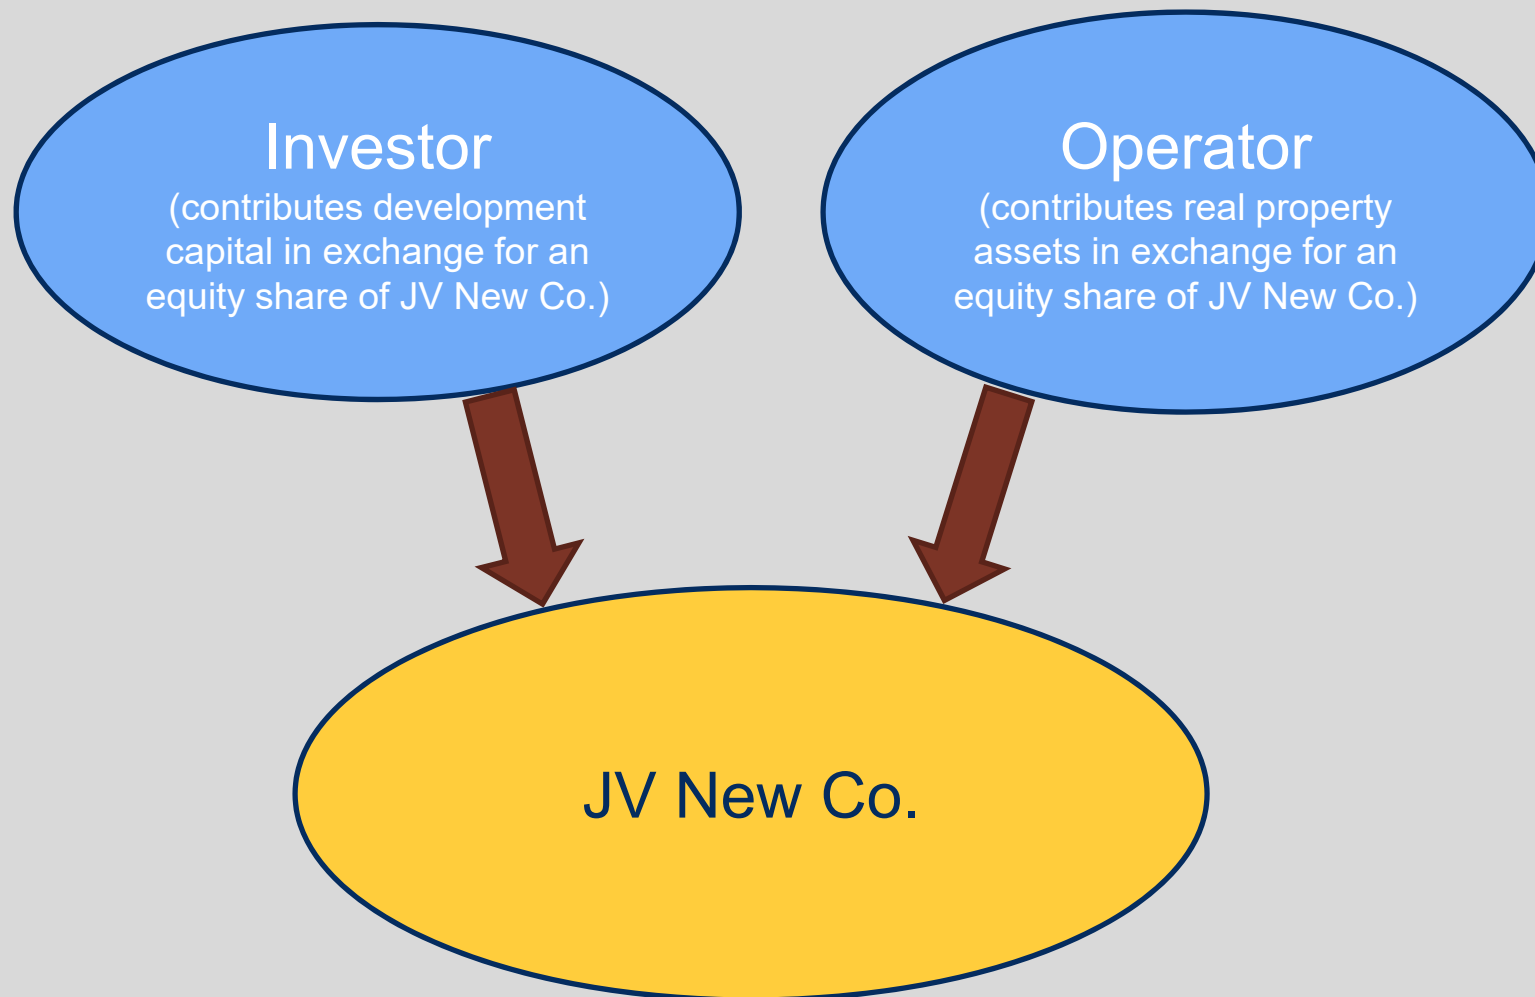 Investor
(contributes development
capital in exchange for an
equity share of JV New Co.)
Operator
(contributes real property
assets in exchange for an
equity share of JV New Co.)
JV New Co.